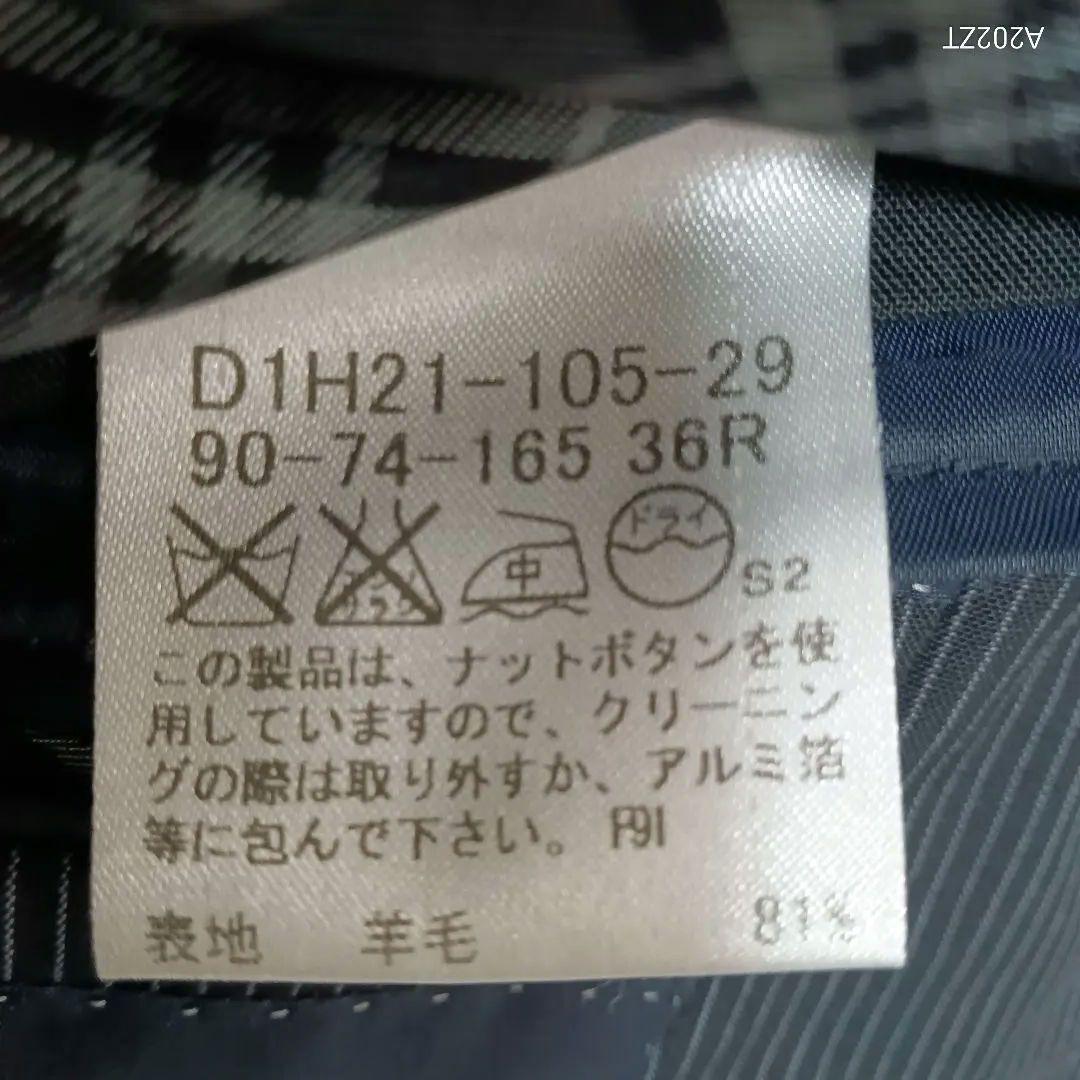 A202ZT
D1H21-105-29
90-74-165 36R
中 ドライ S2
この製品は、ナットボタンを使
用していますので、クリーニン
グの際は取り外すか、アルミ箔
等に包んで下さい。
表地 羊毛 81%